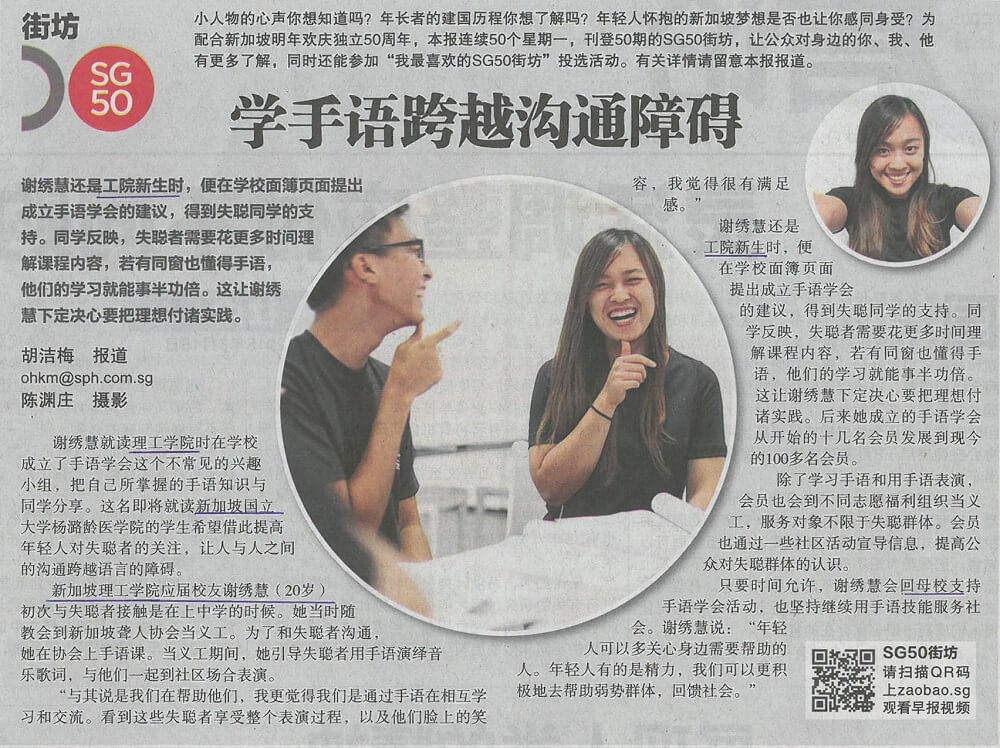 街坊
SG
50
小人物的心声你想知道吗？年长者的建国历程你想了解吗？年轻人怀抱的新加坡梦想是否也让你感同身受？为
配合新加坡明年欢庆独立50周年，本报连续50个星期一，刊登50期的SG50街坊，让公众对身边的你、我、他
有更多了解，同时还能参加“我最喜欢的SG50街坊”投选活动。有关详情请留意本报报道。
学手语跨越沟通障碍
谢绣慧还是工院新生时，便在学校面簿页面提出
成立手语学会的建议，得到失聪同学的支
持。同学反映，失聪者需要花更多时间理
解课程内容，若有同窗也懂得手语，
他们的学习就能事半功倍。这让谢绣
慧下定决心要把理想付诸实践。
胡洁梅　报道
ohkm@sph.com.sg
陈渊庄　摄影
谢绣慧就读理工学院时在学校
成立了手语学会这个不常见的兴趣
小组，把自己所掌握的手语知识与
同学分享。这名即将就读新加坡国立
大学杨潞龄医学院的学生希望借此提高
年轻人对失聪者的关注，让人与人之间
的沟通跨越语言的障碍。
新加坡理工学院应届校友谢绣慧（20岁）
初次与失聪者接触是在上中学的时候。她当时随
教会到新加坡聋人协会当义工。为了和失聪者沟通，
她在协会上手语课。当义工期间，她引导失聪者用手语演绎音
乐歌词，与他们一起到社区场合表演。
“与其说是我们在帮助他们，我更觉得我们是通过手语在相互学
习和交流。看到这些失聪者享受整个表演过程，以及他们脸上的笑
容，我觉得很有满足
感。”
谢绣慧还是
工院新生时，便
在学校面簿页面
提出成立手语学会
的建议，得到失聪同学的支持。同
学反映，失聪者需要花更多时间理
解课程内容，若有同窗也懂得手
语，他们的学习就能事半功倍。
这让谢绣慧下定决心要把理想付
诸实践。后来她成立的手语学会
从开始的十几名会员发展到现今
的100多名会员。
除了学习手语和用手语表演，
会员也会到不同志愿福利组织当义
工，服务对象不限于失聪群体。会员
也通过一些社区活动宣导信息，提高公
众对失聪群体的认识。
只要时间允许，谢绣慧会回母校支持
手语学会活动，也坚持继续用手语技能服务社
会。谢绣慧说：“年轻
人可以多关心身边需要帮助的
人。年轻人有的是精力，我们可以更积
极地去帮助弱势群体，回馈社会。”
SG50街坊
请扫描QR码
上zaobao.sg
观看早报视频